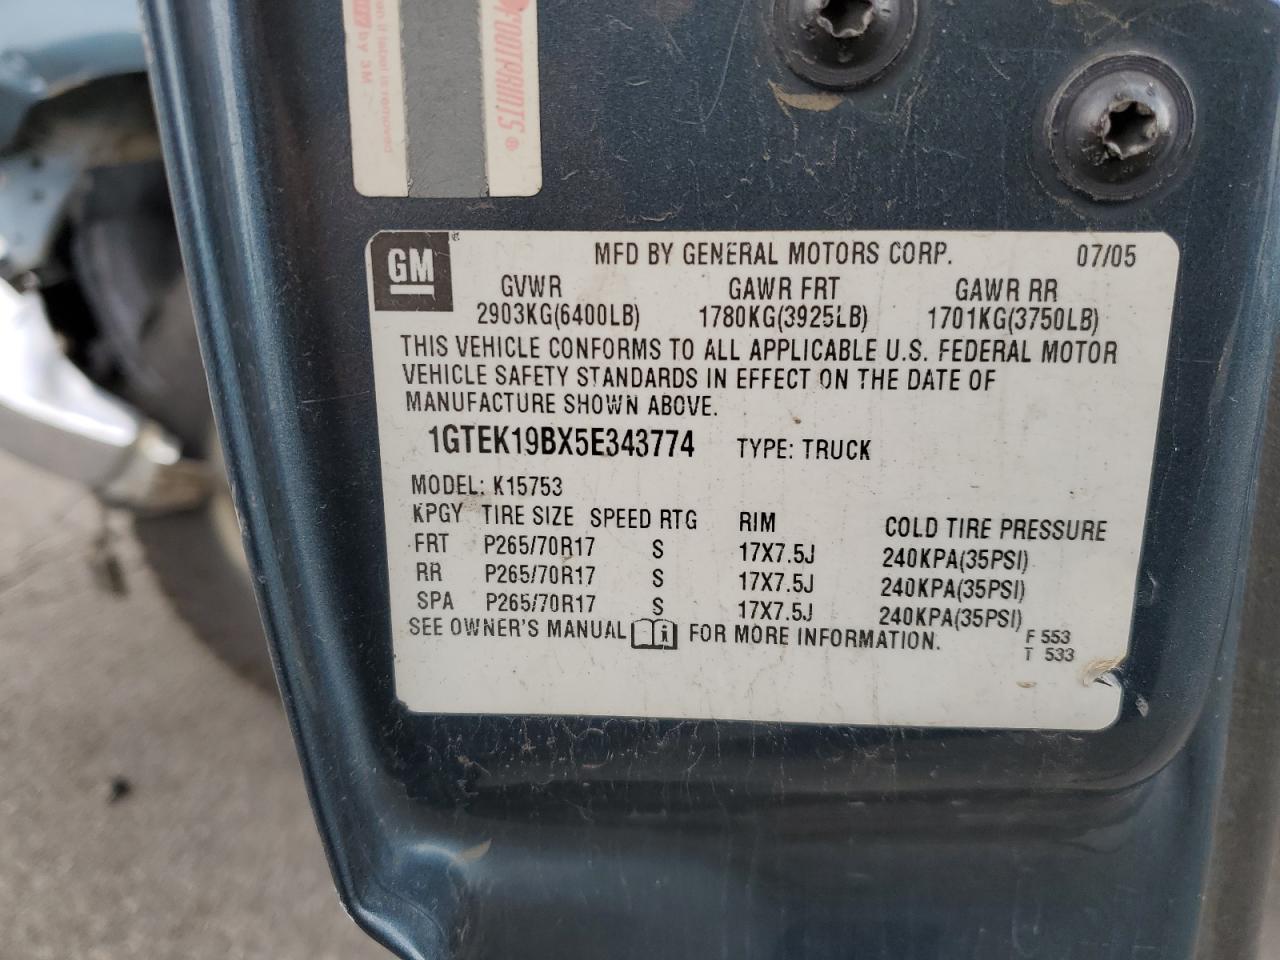 FOOTPRINTS®
by 3M
GM
MFD BY GENERAL MOTORS CORP. 07/05
GVWR GAWR FRT GAWR RR
2903KG(6400LB) 1780KG(3925LB) 1701KG(3750LB)
THIS VEHICLE CONFORMS TO ALL APPLICABLE U.S. FEDERAL MOTOR
VEHICLE SAFETY STANDARDS IN EFFECT ON THE DATE OF
MANUFACTURE SHOWN ABOVE.
1GTEK19BX5E343774 TYPE: TRUCK
MODEL: K15753
KPGY TIRE SIZE SPEED RTG RIM COLD TIRE PRESSURE
FRT P265/70R17 S 17X7.5J 240KPA(35PSI)
RR P265/70R17 S 17X7.5J 240KPA(35PSI)
SPA P265/70R17 S 17X7.5J 240KPA(35PSI)
SEE OWNER'S MANUAL i FOR MORE INFORMATION.
F 553
T 533